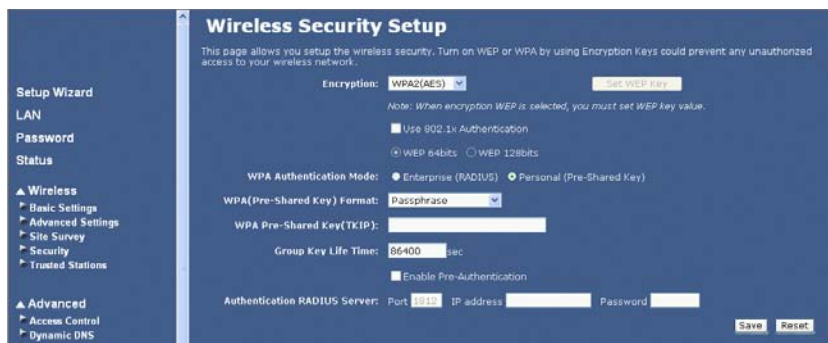 Wireless Security Setup
This page allows you setup the wireless security. Turn on WEP or WPA by using Encryption Keys could prevent any unauthorized
access to your wireless network.
Encryption: WPA2(AES) Set WEP Key
Note: When encryption WEP is selected, you must set WEP key value.
Use 802.1x Authentication
WEP 64bits WEP 128bits
WPA Authentication Mode: Enterprise (RADIUS) Personal (Pre-Shared Key)
WPA(Pre-Shared Key) Format: Passphrase
WPA Pre-Shared Key(TKIP):
Group Key Life Time: 86400 sec
Enable Pre-Authentication
Authentication RADIUS Server: Port 1812 IP address Password
Save Reset
Setup Wizard
LAN
Password
Status
Wireless
Basic Settings
Advanced Settings
Site Survey
Security
Trusted Stations
Advanced
Access Control
Dynamic DNS